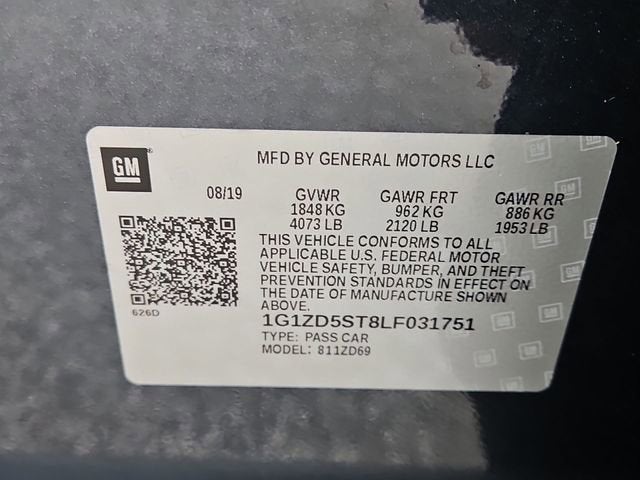 GM
MFD BY GENERAL MOTORS LLC
08/19 GVWR GAWR FRT GAWR RR
1848 KG 962 KG 886 KG
4073 LB 2120 LB 1953 LB
THIS VEHICLE CONFORMS TO ALL
APPLICABLE U.S. FEDERAL MOTOR
VEHICLE SAFETY, BUMPER, AND THEFT
PREVENTION STANDARDS IN EFFECT ON
THE DATE OF MANUFACTURE SHOWN
ABOVE.
626D
1G1ZD5ST8LF031751
TYPE: PASS CAR
MODEL: 811ZD69